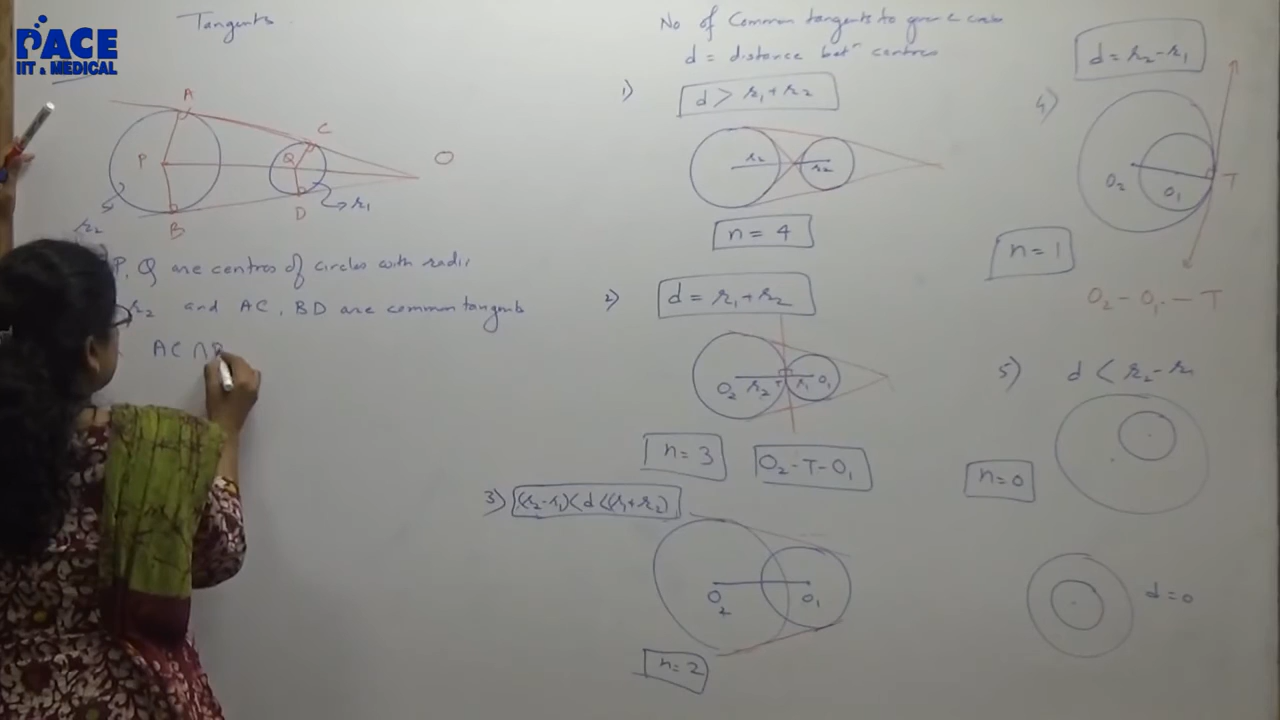 PACE
IIT & MEDICAL
Tangents
A
C
P
Q
O
B
D
r₂
r₁
P, Q are centres of circles with radii
r₂ and AC, BD are common tangents
AC ∩ B
No of Common tangents to given circles
d = distance betⁿ centres
1)
d > r₁ + r₂
r₂ r₂
n = 4
2)
d = r₁ + r₂
O₂ r₂ T r₁ O₁
n = 3
O₂ - T - O₁
3) (r₂-r₁) < d < (r₁+r₂)
O₂ O₁
n = 2
4)
d = r₂ - r₁
O₂ O₁ T
n = 1
O₂ - O₁ - T
5) d < r₂ - r₁
n = 0
d = 0